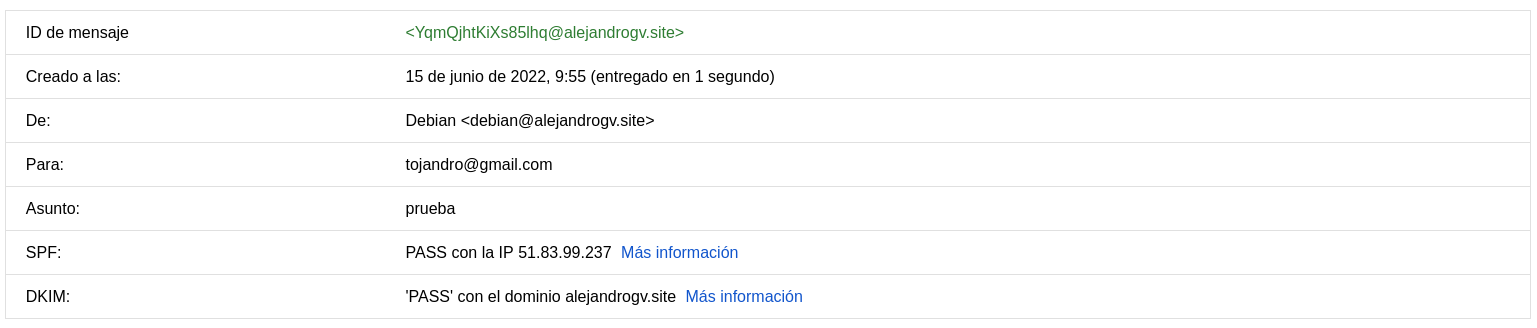 ID de mensaje <YqmQjhtKiXs85lhq@alejandrogv.site>
Creado a las: 15 de junio de 2022, 9:55 (entregado en 1 segundo)
De: Debian <debian@alejandrogv.site>
Para: tojandro@gmail.com
Asunto: prueba
SPF: PASS con la IP 51.83.99.237 Más información
DKIM: 'PASS' con el dominio alejandrogv.site Más información